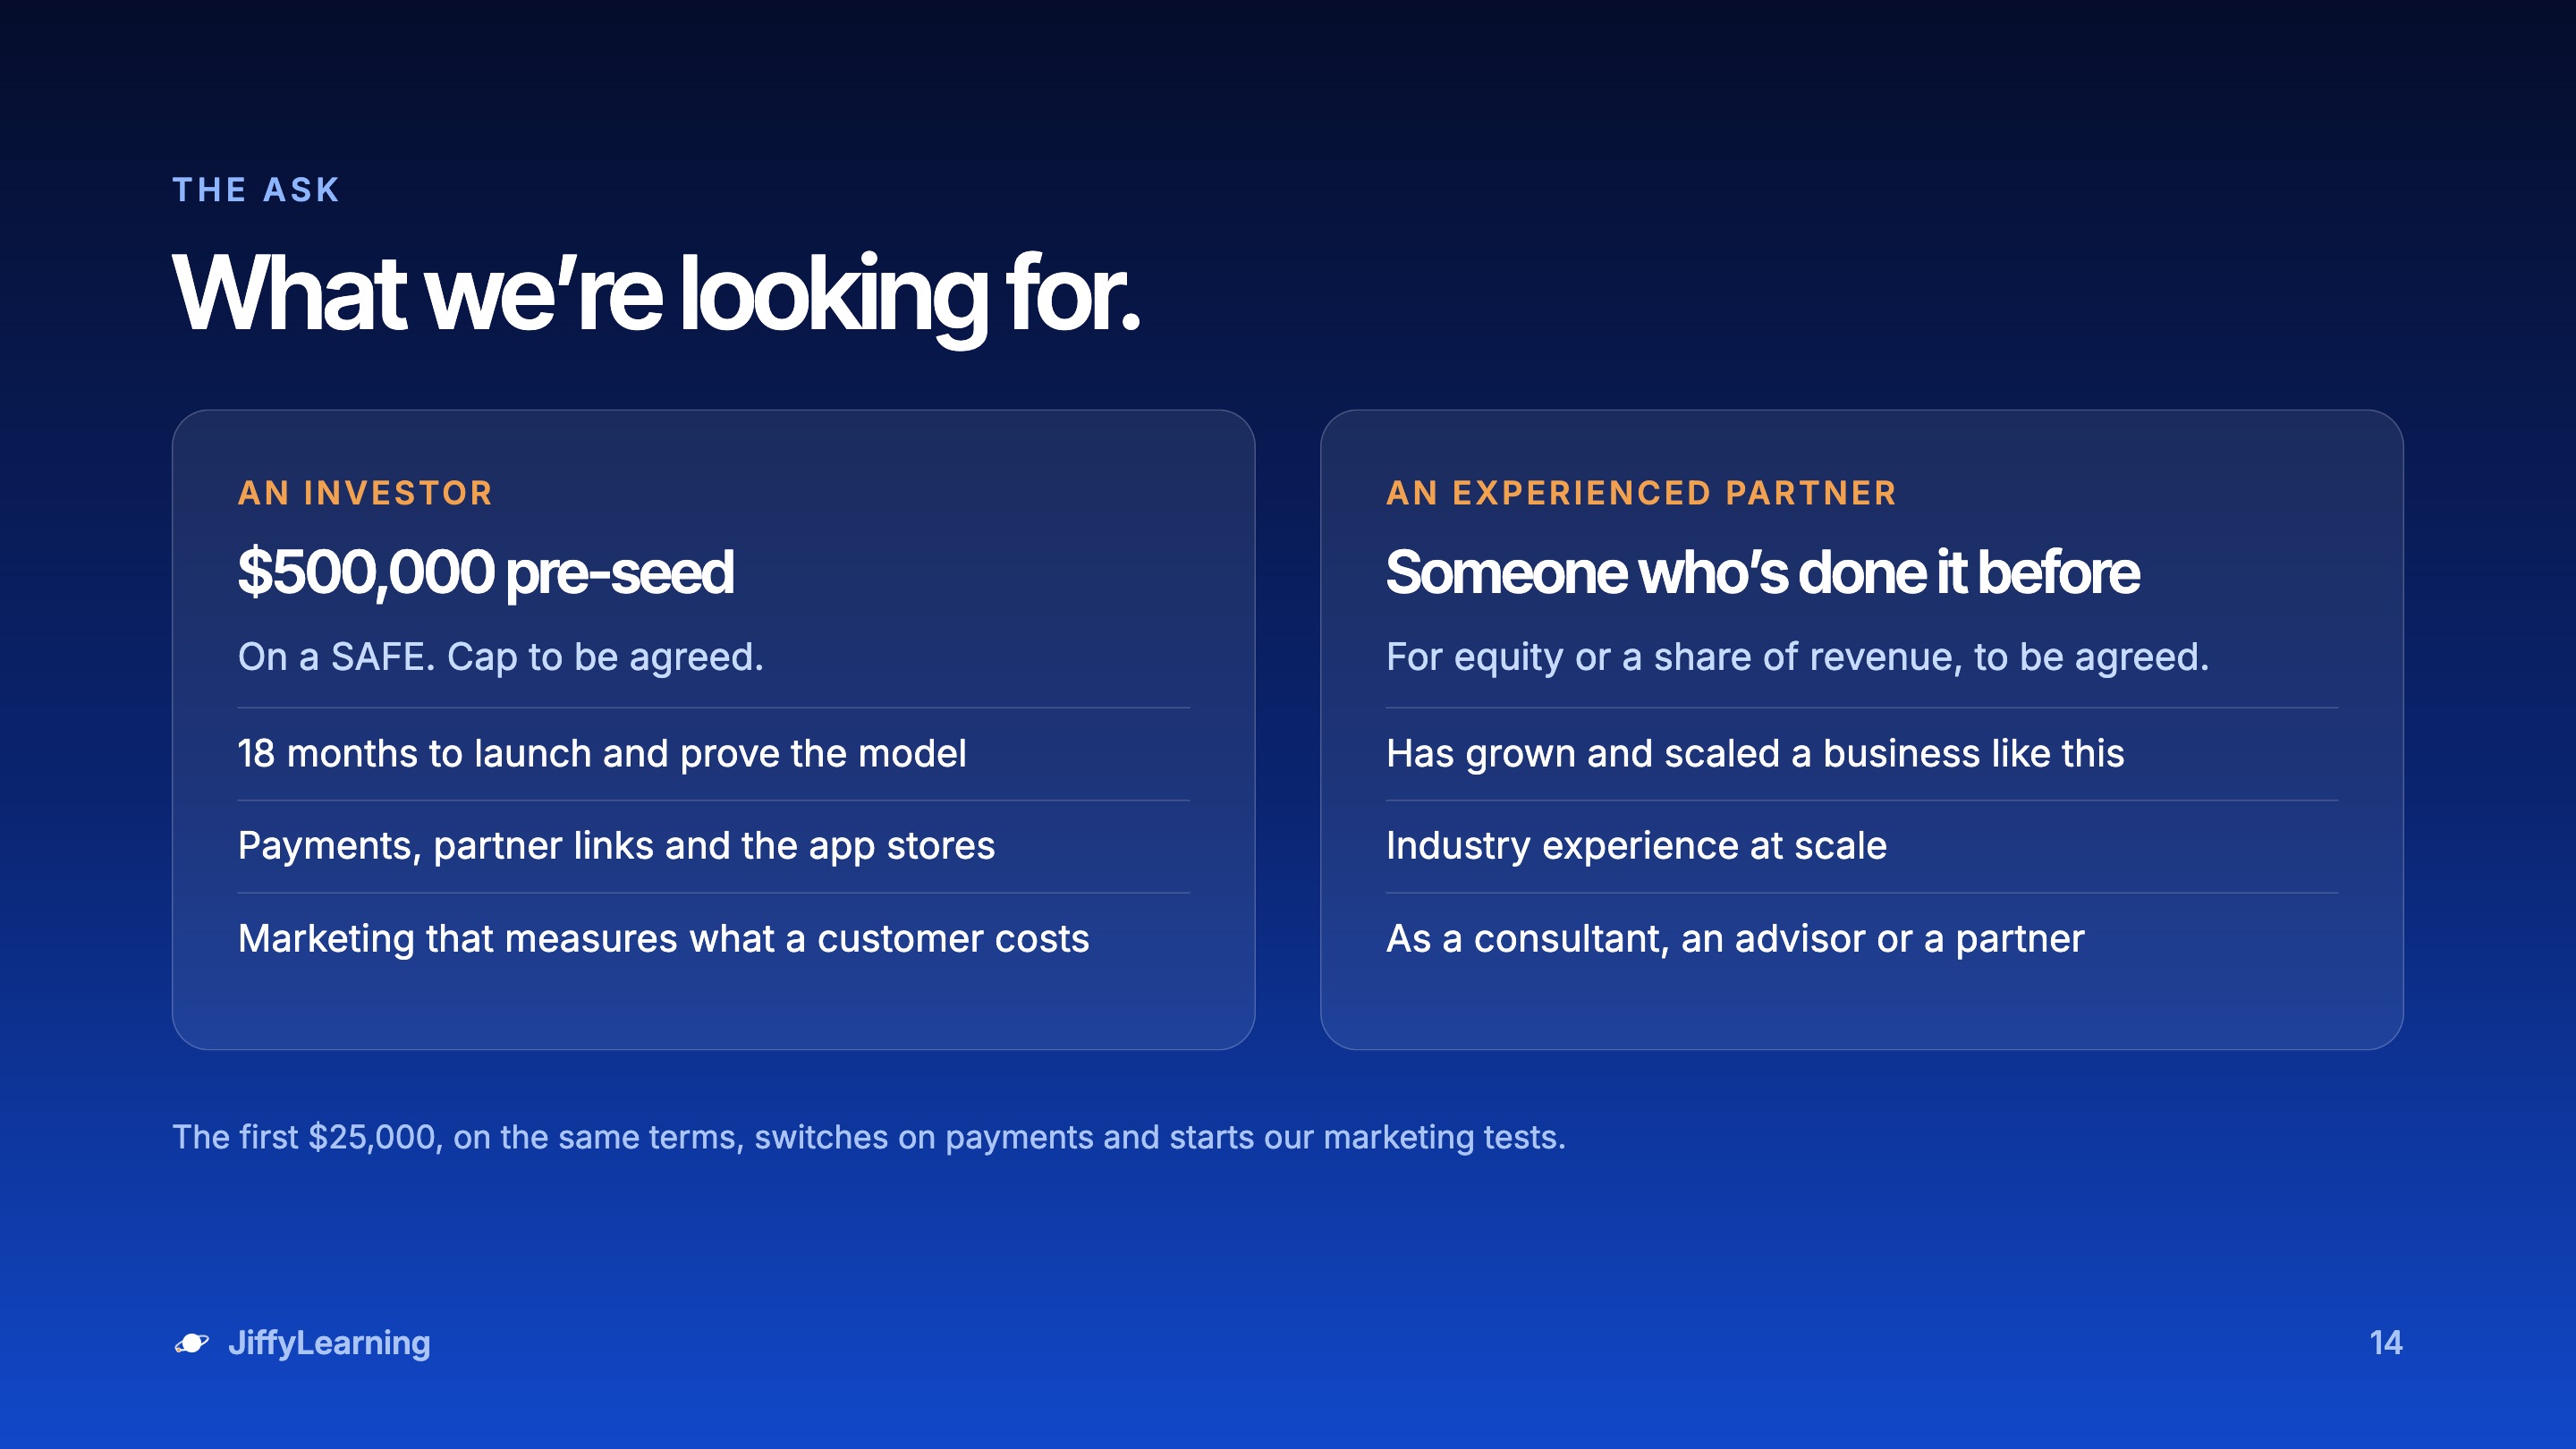 THE ASK
What we’re looking for.
AN INVESTOR
$500,000 pre-seed
On a SAFE. Cap to be agreed.
18 months to launch and prove the model
Payments, partner links and the app stores
Marketing that measures what a customer costs
AN EXPERIENCED PARTNER
Someone who’s done it before
For equity or a share of revenue, to be agreed.
Has grown and scaled a business like this
Industry experience at scale
As a consultant, an advisor or a partner
The first $25,000, on the same terms, switches on payments and starts our marketing tests.
JiffyLearning
14